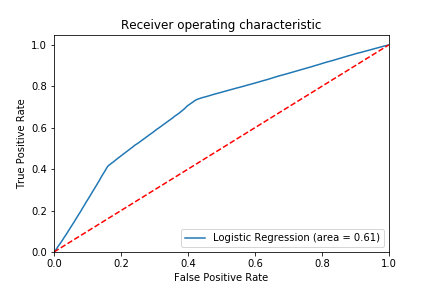 Receiver operating characteristic
True Positive Rate
1.0
0.8
0.6
0.4
0.2
0.0
Logistic Regression (area = 0.61)
0.0 0.2 0.4 0.6 0.8 1.0
False Positive Rate